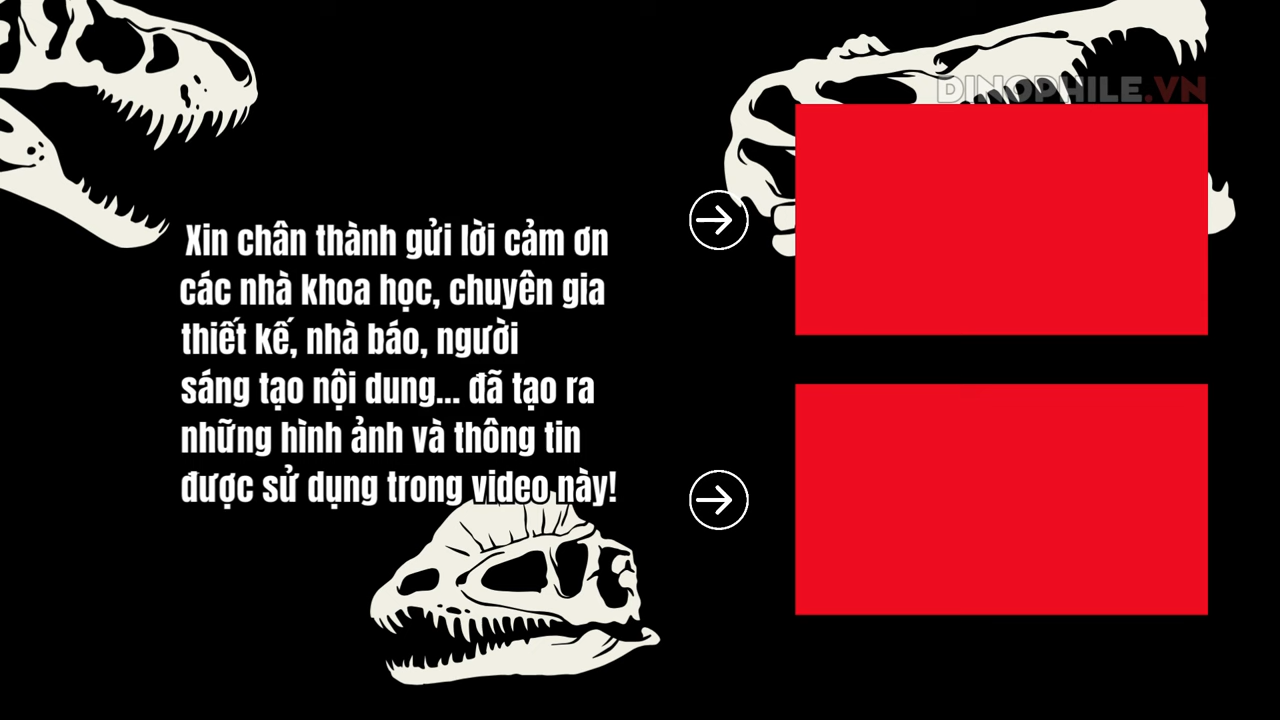 DINOPHILE.VN
Xin chân thành gửi lời cảm ơn
các nhà khoa học, chuyên gia
thiết kế, nhà báo, người
sáng tạo nội dung... đã tạo ra
những hình ảnh và thông tin
được sử dụng trong video này!